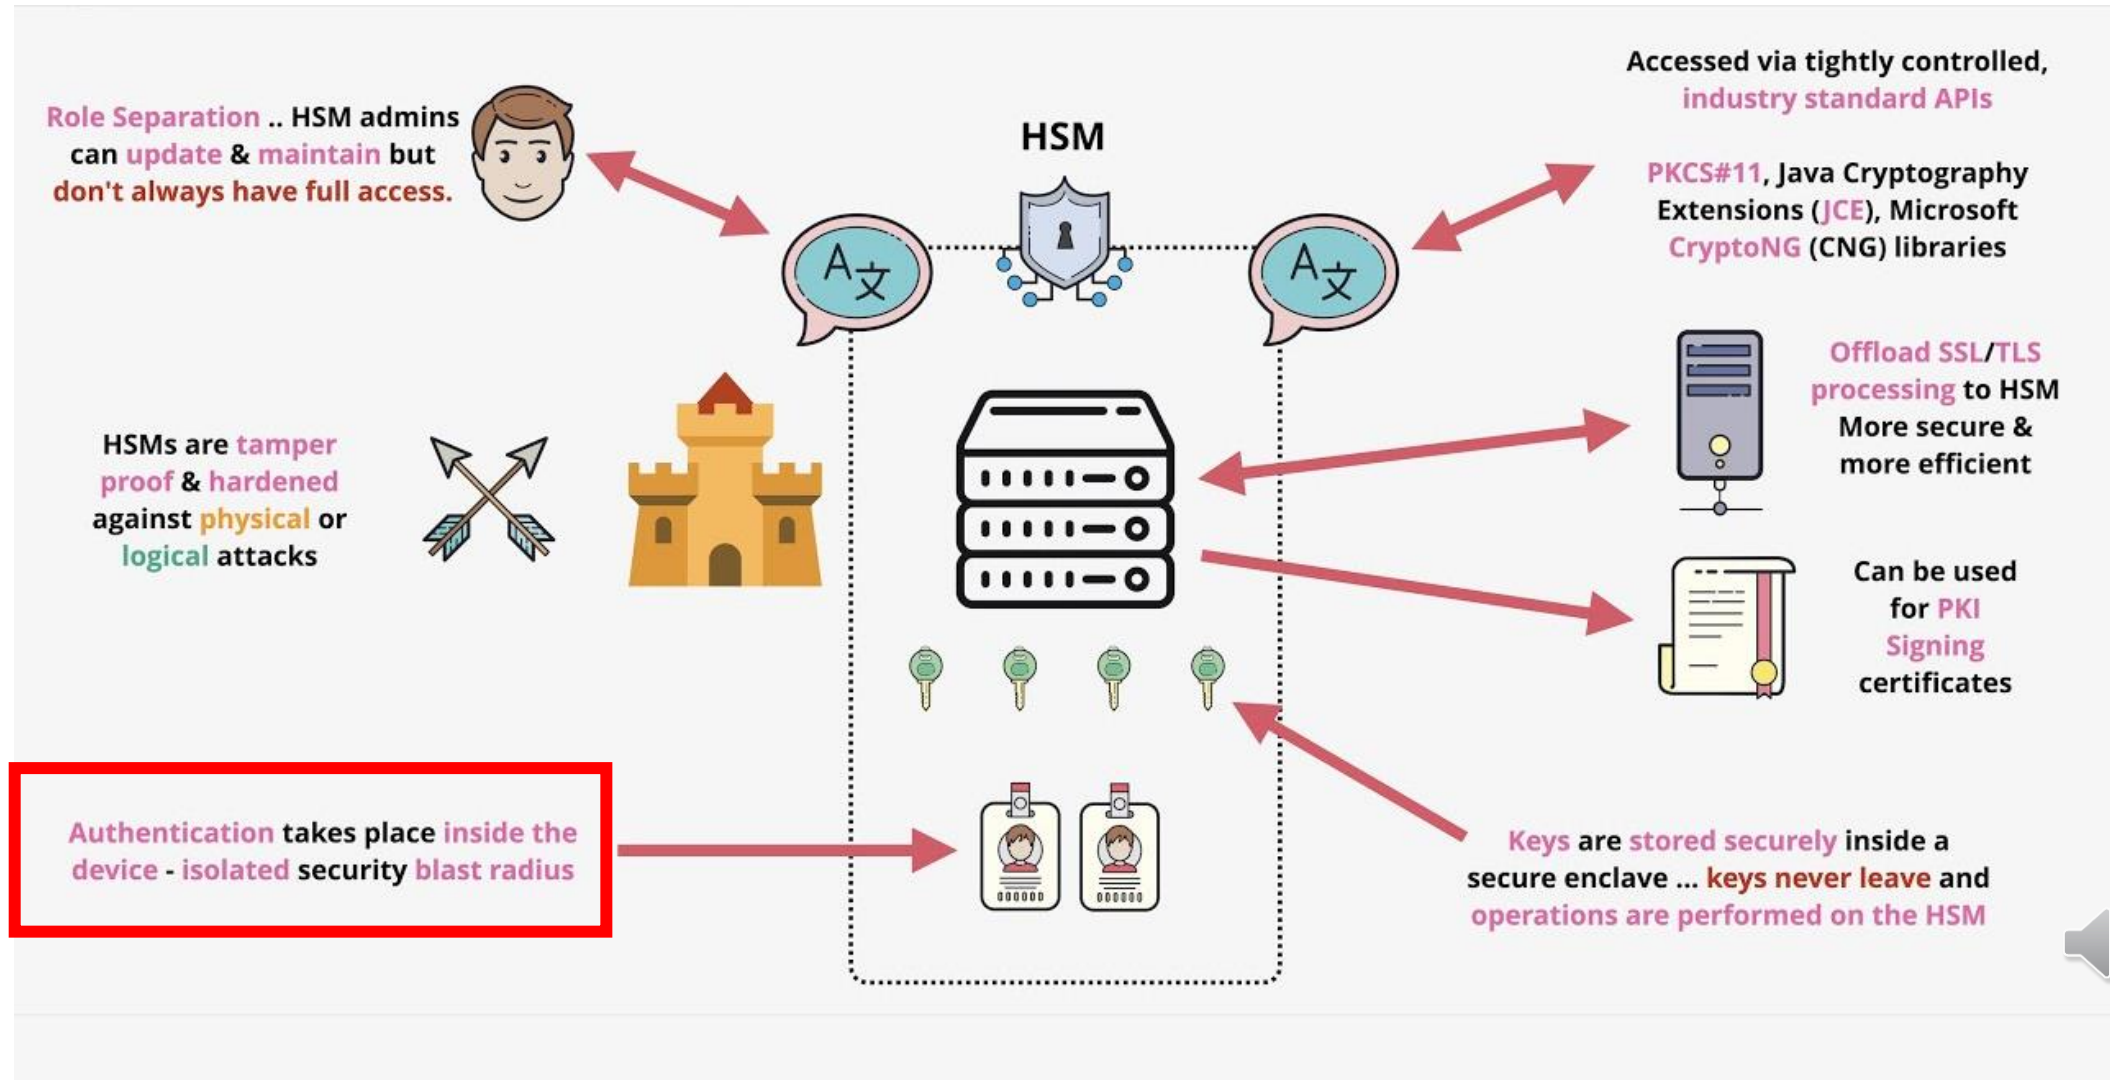 Role Separation .. HSM admins
can update & maintain but
don't always have full access.
HSM
Accessed via tightly controlled,
industry standard APIs
PKCS#11, Java Cryptography
Extensions (JCE), Microsoft
CryptoNG (CNG) libraries
A文
A文
HSMs are tamper
proof & hardened
against physical or
logical attacks
Offload SSL/TLS
processing to HSM
More secure &
more efficient
Can be used
for PKI
Signing
certificates
Authentication takes place inside the
device - isolated security blast radius
Keys are stored securely inside a
secure enclave ... keys never leave and
operations are performed on the HSM